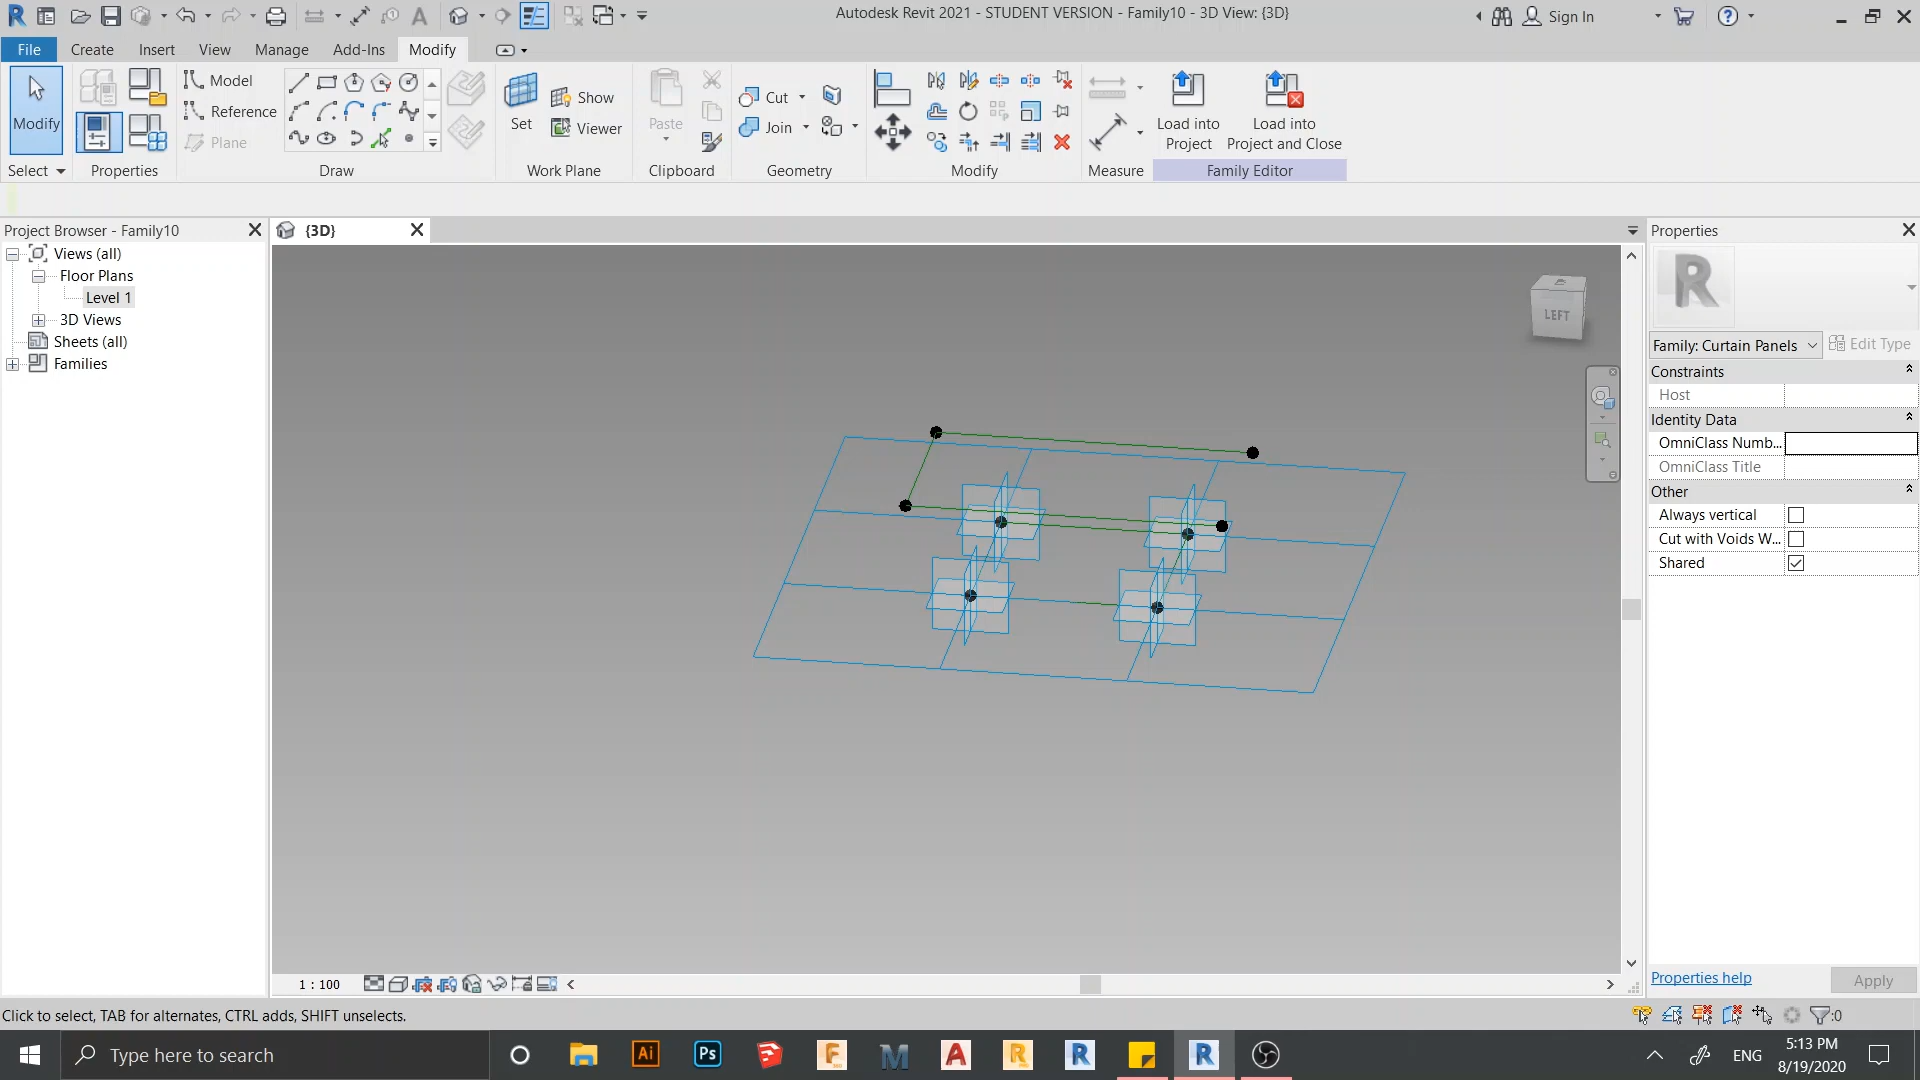 Autodesk Revit 2021 - STUDENT VERSION - Family10 - 3D View: {3D}
Sign In
File Create Insert View Manage Add-Ins Modify
Modify
Model
Reference
Plane
Set
Show
Viewer
Paste
Cut
Join
Load into Project
Load into Project and Close
Select Properties Draw Work Plane Clipboard Geometry Modify Measure Family Editor
Project Browser - Family10
Views (all)
Floor Plans
Level 1
3D Views
Sheets (all)
Families
{3D}
LEFT
Properties
R
Family: Curtain Panels
Edit Type
Constraints
Host
Identity Data
OmniClass Numb...
OmniClass Title
Other
Always vertical
Cut with Voids W...
Shared
Properties help
Apply
1 : 100
Click to select, TAB for alternates, CTRL adds, SHIFT unselects.
:0
Type here to search
Ai
Ps
F
M
A
R
R
R
ENG
5:13 PM
8/19/2020